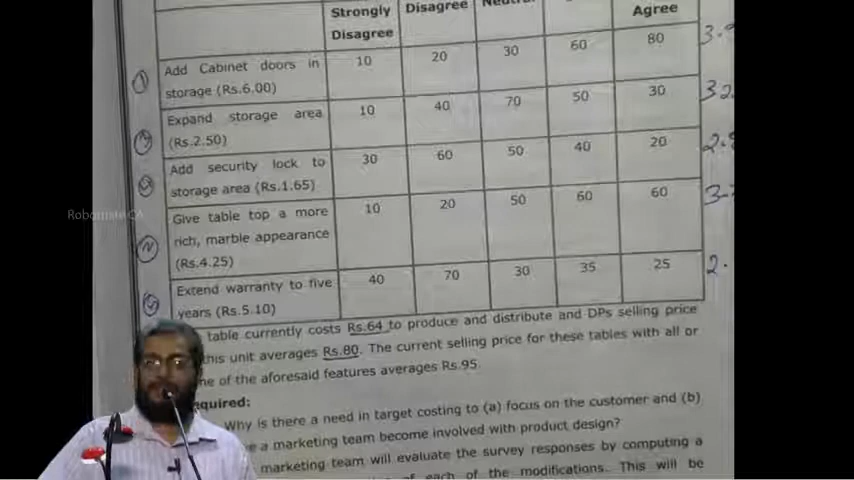 Strongly Disagree Neutral
Disagree Agree
Add Cabinet doors in 10 20 30 60 80
storage (Rs.6.00)
Expand storage area 10 40 70 50 30
(Rs.2.50)
Add security lock to 30 60 50 40 20
storage area (Rs.1.65)
Give table top a more 10 20 50 60 60
rich, marble appearance
(Rs.4.25)
Extend warranty to five 40 70 30 35 25
years (Rs.5.10)
table currently costs Rs.64 to produce and distribute and DPs selling price
this unit averages Rs.80. The current selling price for these tables with all or
of the aforesaid features averages Rs.95.
Why is there a need in target costing to (a) focus on the customer and (b)
a marketing team become involved with product design?
marketing team will evaluate the survey responses by computing a
of each of the modifications. This will be